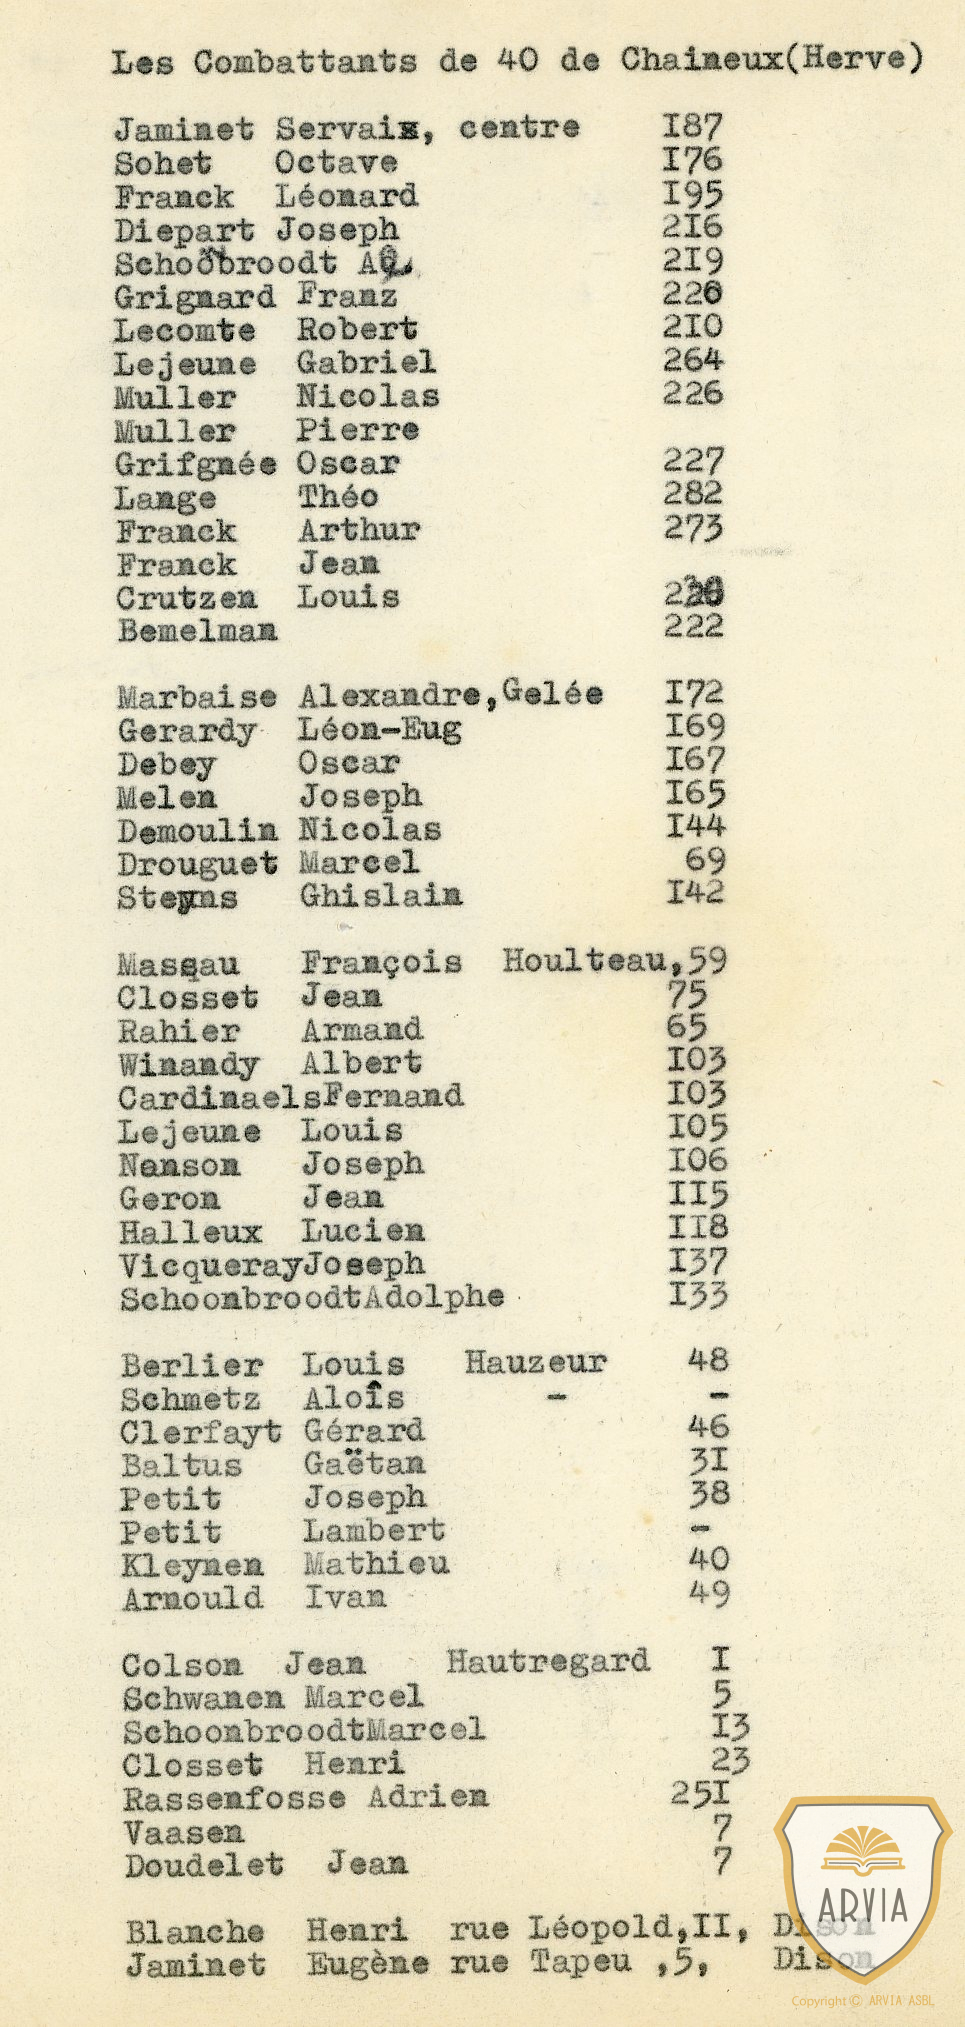 Les Combattants de 40 de Chaineux(Herve)
Jaminet Servais, centre I87
Sohet Octave I76
Franck Léonard I95
Diepart Joseph 2I6
Schoonbroodt 2I9
Grignard Franz 220
Lecomte Robert 2I0
Lejeune Gabriel 264
Muller Nicolas 226
Muller Pierre
Grifgnée Oscar 227
Lange Théo 282
Franck Arthur 273
Franck Jean
Crutzen Louis
Bemelman 222
Marbaise Alexandre,Gelée I72
Gerardy Léon-Eug I69
Debey Oscar I67
Melen Joseph I65
Demoulin Nicolas I44
Drouguet Marcel 69
Steyns Ghislain I42
Massau François Houlteau,59
Closset Jean 75
Rahier Armand 65
Winandy Albert I03
CardinaelsFernand I03
Lejeune Louis I05
Nanson Joseph I06
Geron Jean II5
Halleux Lucien II8
VicquerayJoseph I37
SchoonbroodtAdolphe I33
Berlier Louis Hauzeur 48
Schmetz Aloîs - -
Clerfayt Gérard 46
Baltus Gaëtan 3I
Petit Joseph 38
Petit Lambert -
Kleynen Mathieu 40
Arnould Ivan 49
Colson Jean Hautregard I
Schwanen Marcel 5
SchoonbroodtMarcel I3
Closset Henri 23
Rassenfosse Adrien 25I
Vaasen 7
Doudelet Jean 7
Blanche Henri rue Léopold,II, Dison
Jaminet Eugène rue Tapeu ,5, Dison
ARVIA
Copyright © ARVIA ASBL